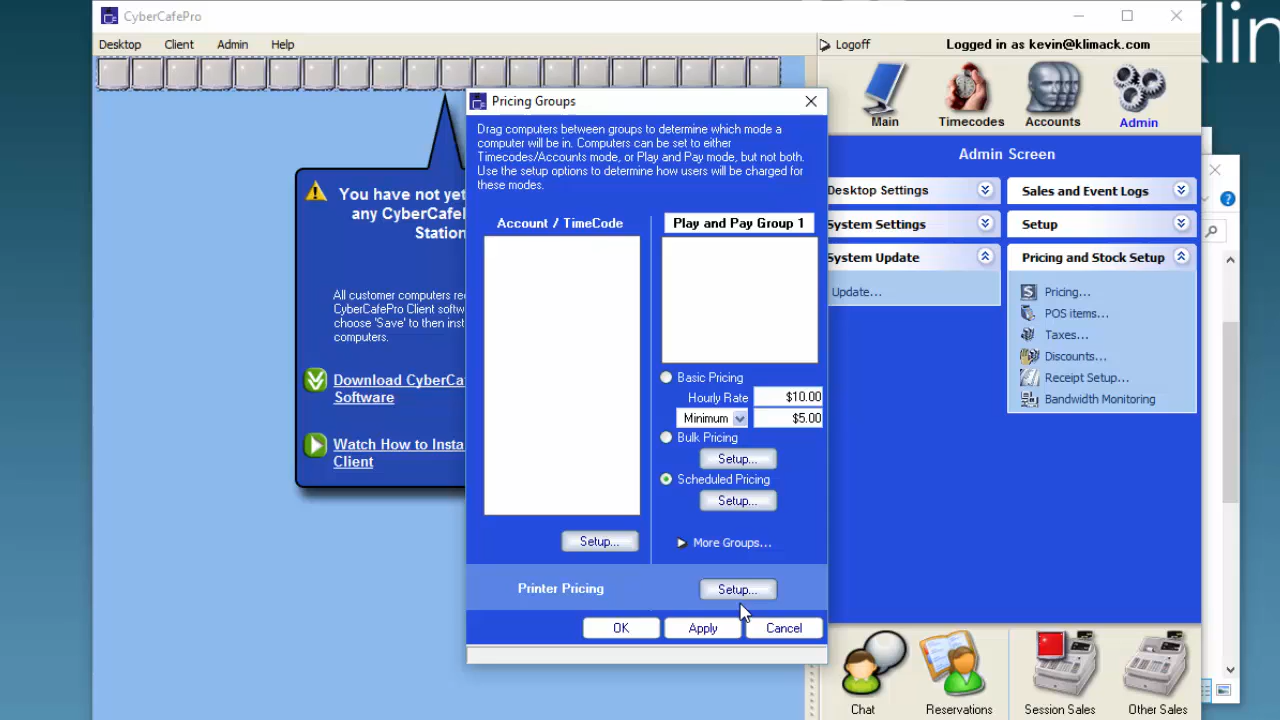 CyberCafePro
Desktop Client Admin Help
Logoff Logged in as kevin@klimack.com
Main Timecodes Accounts Admin
Admin Screen
Desktop Settings
System Settings
System Update
Update...
Sales and Event Logs
Setup
Pricing and Stock Setup
Pricing...
POS items...
Taxes...
Discounts...
Receipt Setup...
Bandwidth Monitoring
You have not yet
any
Station
All customer computers
CyberCafePro Client softw
choose 'Save' to then inst
computers.
Download CyberCaf
Software
Watch How to Insta
Client
Pricing Groups
Drag computers between groups to determine which mode a
computer will be in. Computers can be set to either
Timecodes/Accounts mode, or Play and Pay mode, but not both.
Use the setup options to determine how users will be charged for
these modes.
Account / TimeCode
Setup...
Play and Pay Group 1
Basic Pricing
Hourly Rate $10.00
Minimum $5.00
Bulk Pricing
Setup...
Scheduled Pricing
Setup...
More Groups...
Printer Pricing Setup...
OK Apply Cancel
Chat Reservations Session Sales Other Sales